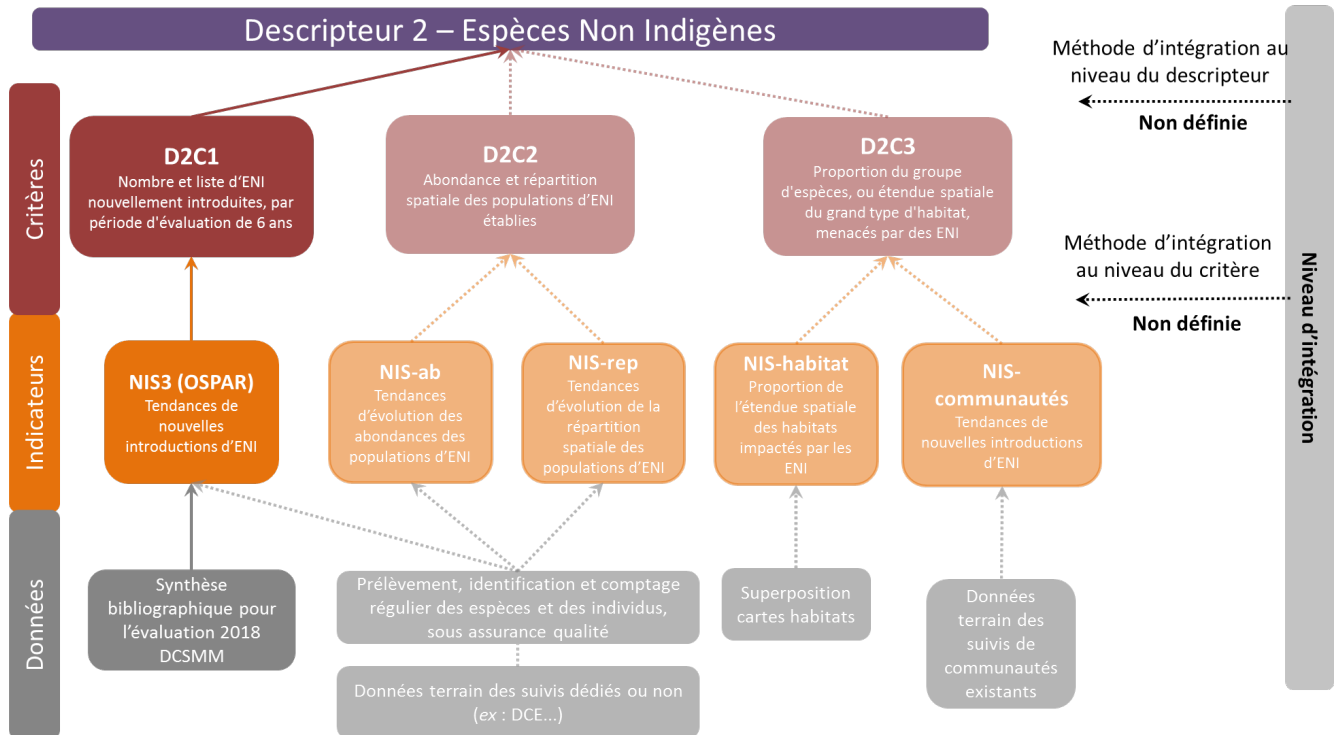 Descripteur 2 – Espèces Non Indigènes
Méthode d'intégration au
niveau du descripteur
Non définie
Critères
D2C1
Nombre et liste d'ENI
nouvellement introduites, par
période d'évaluation de 6 ans
D2C2
Abondance et répartition
spatiale des populations d'ENI
établies
D2C3
Proportion du groupe
d'espèces, ou étendue spatiale
du grand type d'habitat,
menacés par des ENI
Méthode d'intégration
au niveau du critère
Non définie
Niveau d'intégration
Indicateurs
NIS3 (OSPAR)
Tendances de
nouvelles
introductions d'ENI
NIS-ab
Tendances
d'évolution des
abondances des
populations d'ENI
NIS-rep
Tendances
d'évolution de la
répartition
spatiale des
populations d'ENI
NIS-habitat
Proportion de
l'étendue spatiale
des habitats
impactés par les
ENI
NIS-
communautés
Tendances de
nouvelles introductions
d'ENI
Données
Synthèse
bibliographique pour
l'évaluation 2018
DCSMM
Prélèvement, identification et comptage
régulier des espèces et des individus,
sous assurance qualité
Données terrain des suivis dédiés ou non
(ex : DCE...)
Superposition
cartes habitats
Données
terrain des
suivis de
communautés
existants